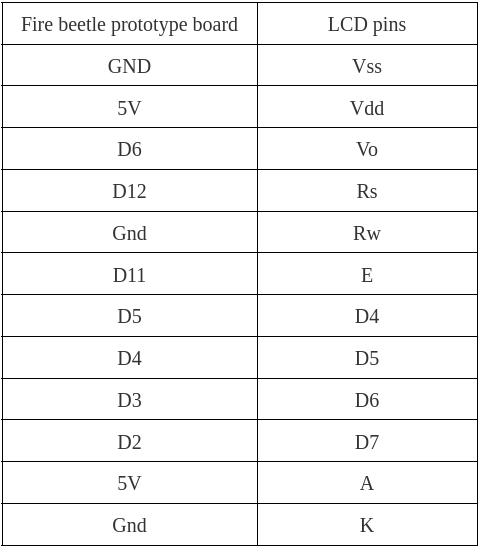 Fire beetle prototype board LCD pins
GND Vss
5V Vdd
D6 Vo
D12 Rs
Gnd Rw
D11 E
D5 D4
D4 D5
D3 D6
D2 D7
5V A
Gnd K